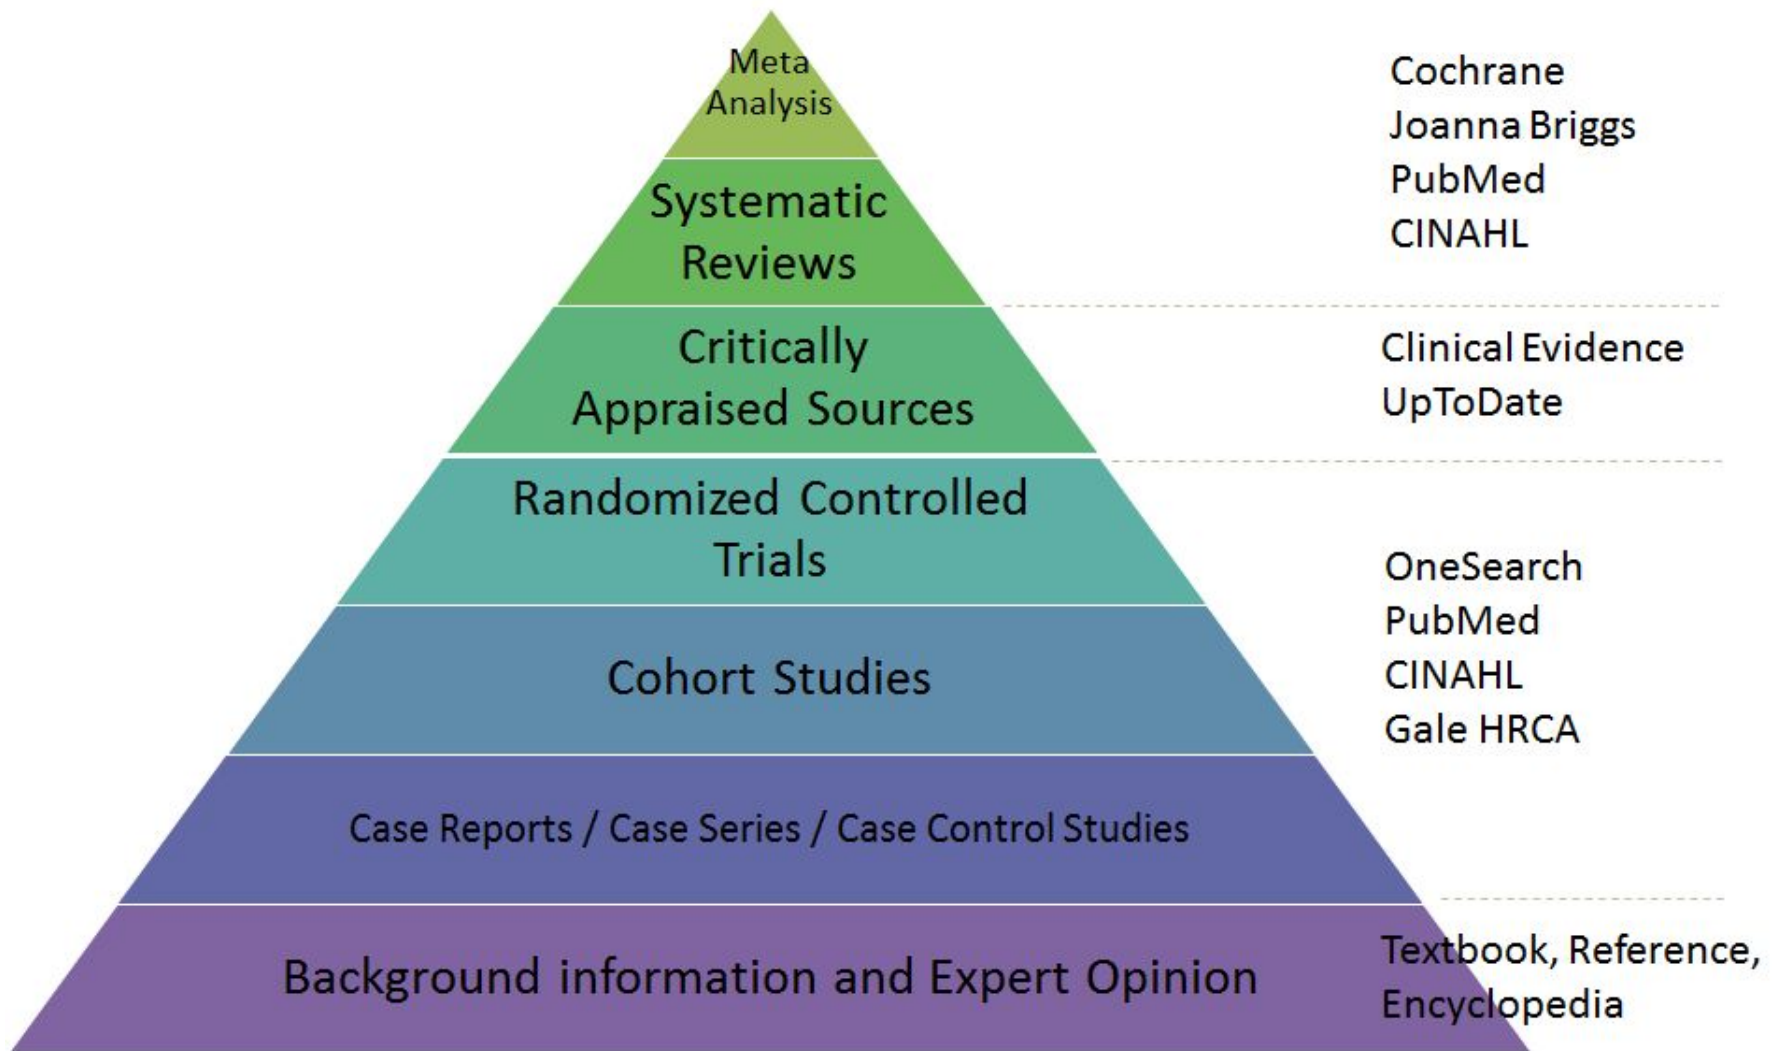 Meta
Analysis
Systematic
Reviews
Critically
Appraised Sources
Randomized Controlled
Trials
Cohort Studies
Case Reports / Case Series / Case Control Studies
Background information and Expert Opinion
Cochrane
Joanna Briggs
PubMed
CINAHL
Clinical Evidence
UpToDate
OneSearch
PubMed
CINAHL
Gale HRCA
Textbook, Reference,
Encyclopedia